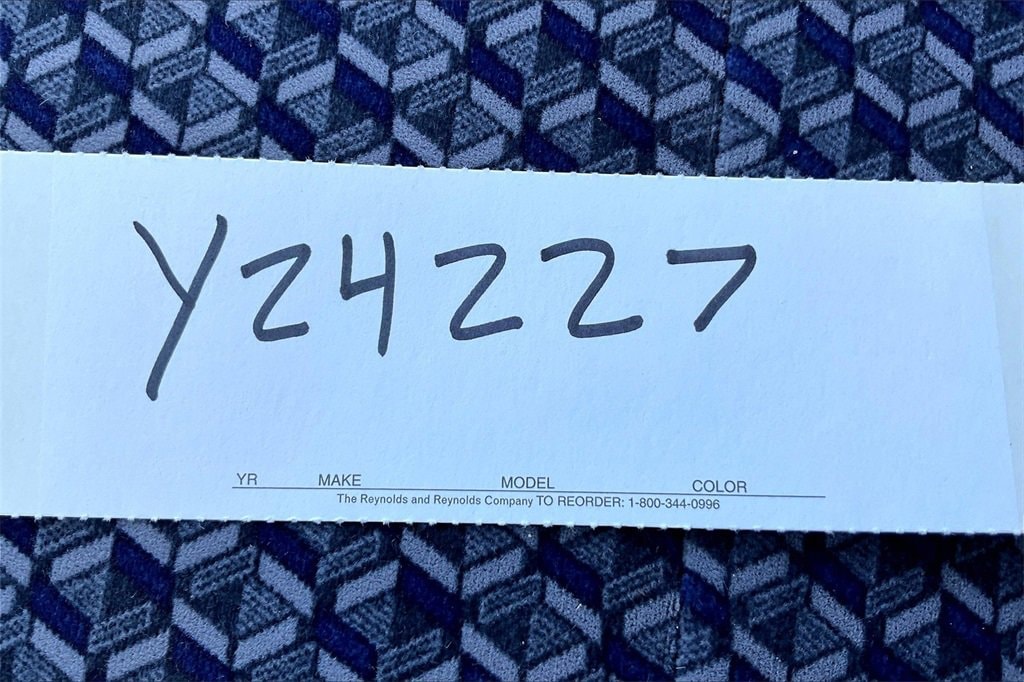 Y24227
YR MAKE MODEL COLOR
The Reynolds and Reynolds Company TO REORDER: 1-800-344-0996